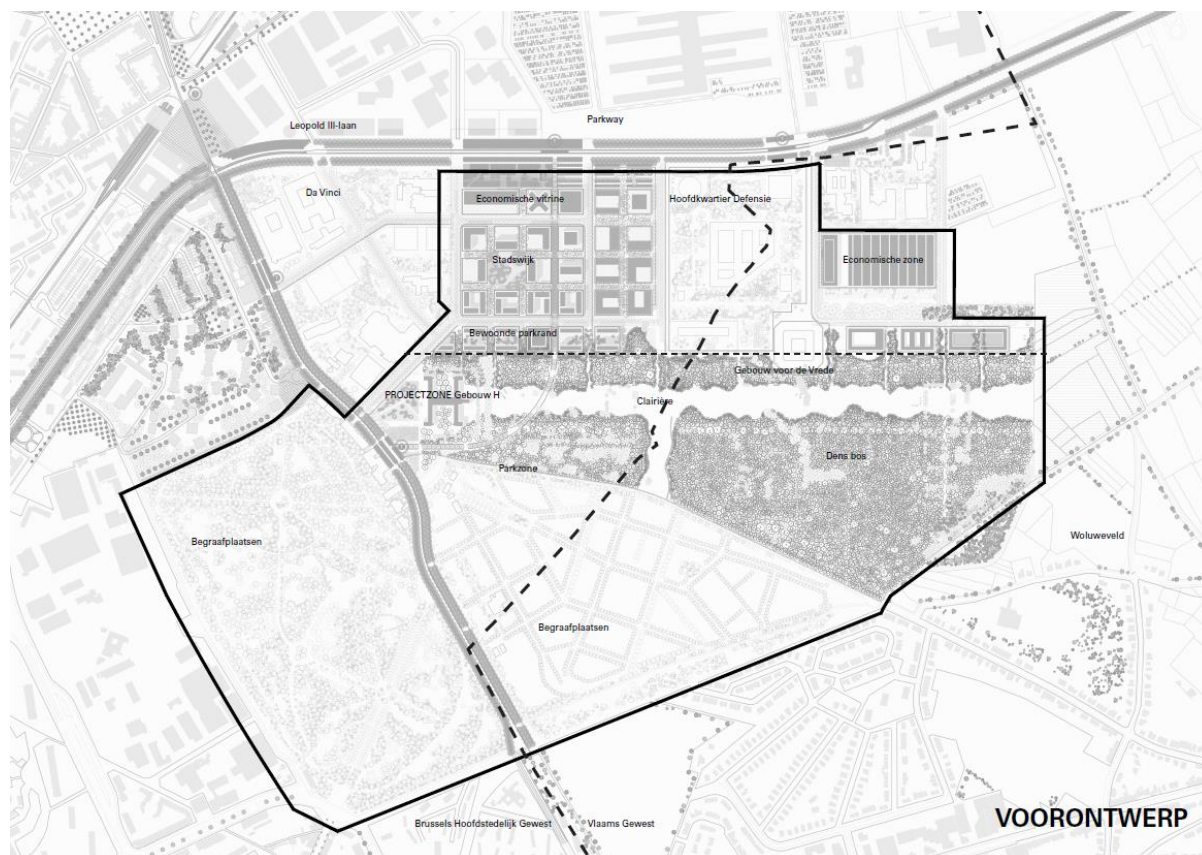 Parkway
Leopold III-laan
Da Vinci
Economische vitrine
Hoofdkwartier Defensie
Stadswijk
Economische zone
Bewoonde parkrand
Gebouw voor de Vrede
PROJECTZONE Gebouw H
Clairière
Dens bos
Parkzone
Begraafplaatsen
Woluweveld
Begraafplaatsen
Brussels Hoofdstedelijk Gewest
Vlaams Gewest
VOORONTWERP